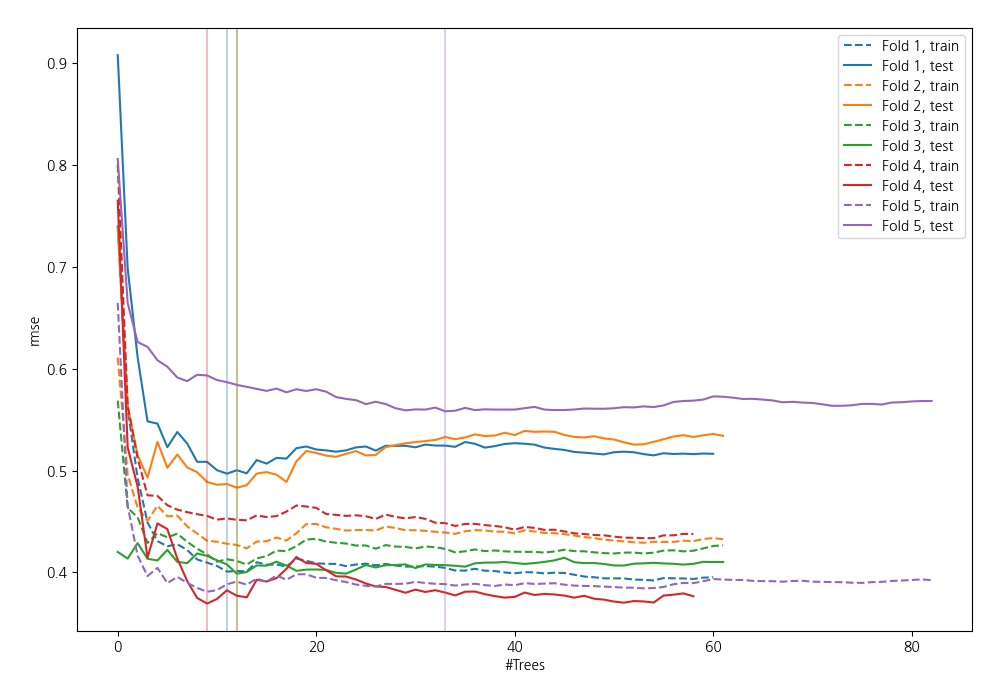 0.9
0.8
0.7
0.6
0.5
0.4
rmse
0
20
40
60
80
#Trees
Fold 1, train
Fold 1, test
Fold 2, train
Fold 2, test
Fold 3, train
Fold 3, test
Fold 4, train
Fold 4, test
Fold 5, train
Fold 5, test